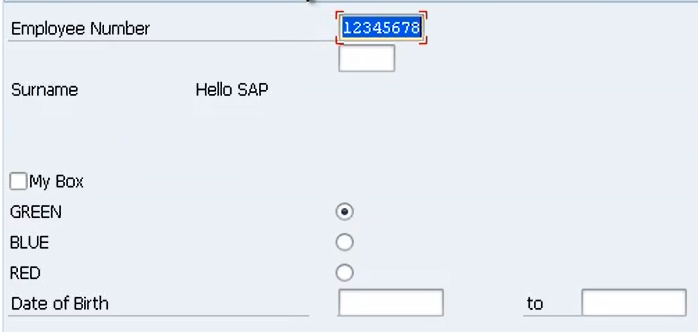 Employee Number 12345678
Surname Hello SAP
My Box
GREEN
BLUE
RED
Date of Birth to